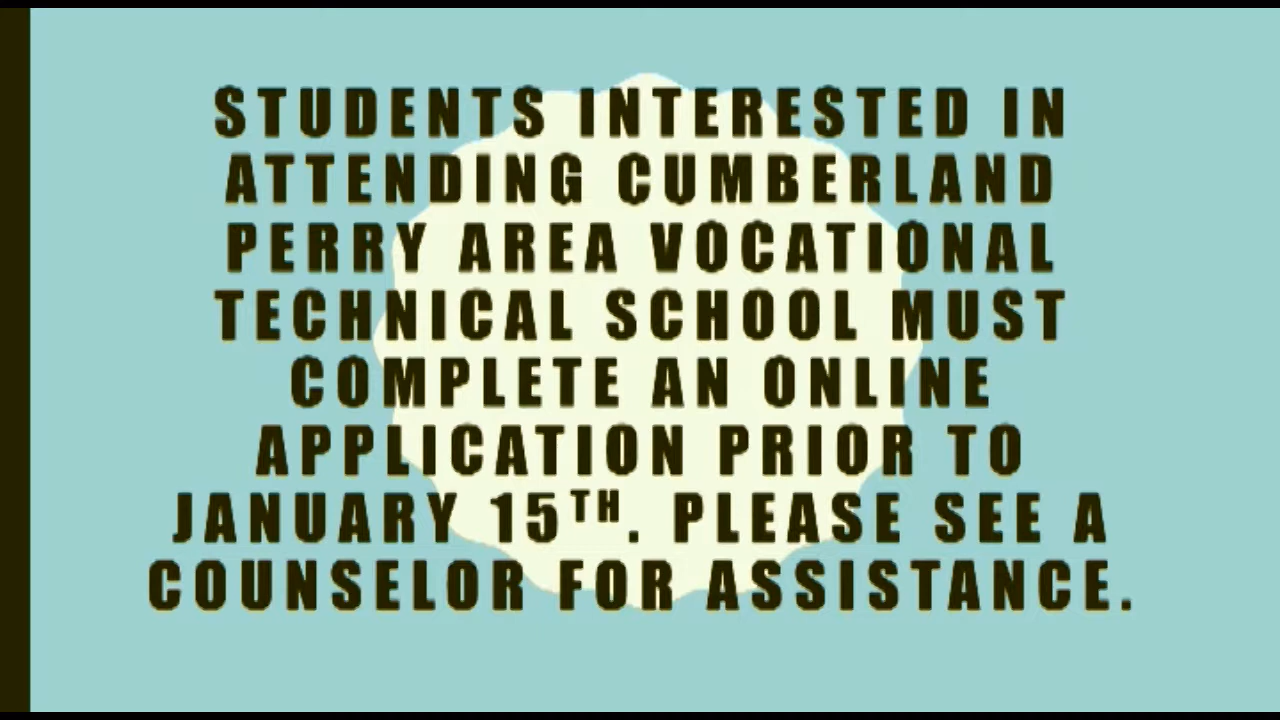 STUDENTS INTERESTED IN
ATTENDING CUMBERLAND
PERRY AREA VOCATIONAL
TECHNICAL SCHOOL MUST
COMPLETE AN ONLINE
APPLICATION PRIOR TO
JANUARY 15TH. PLEASE SEE A
COUNSELOR FOR ASSISTANCE.